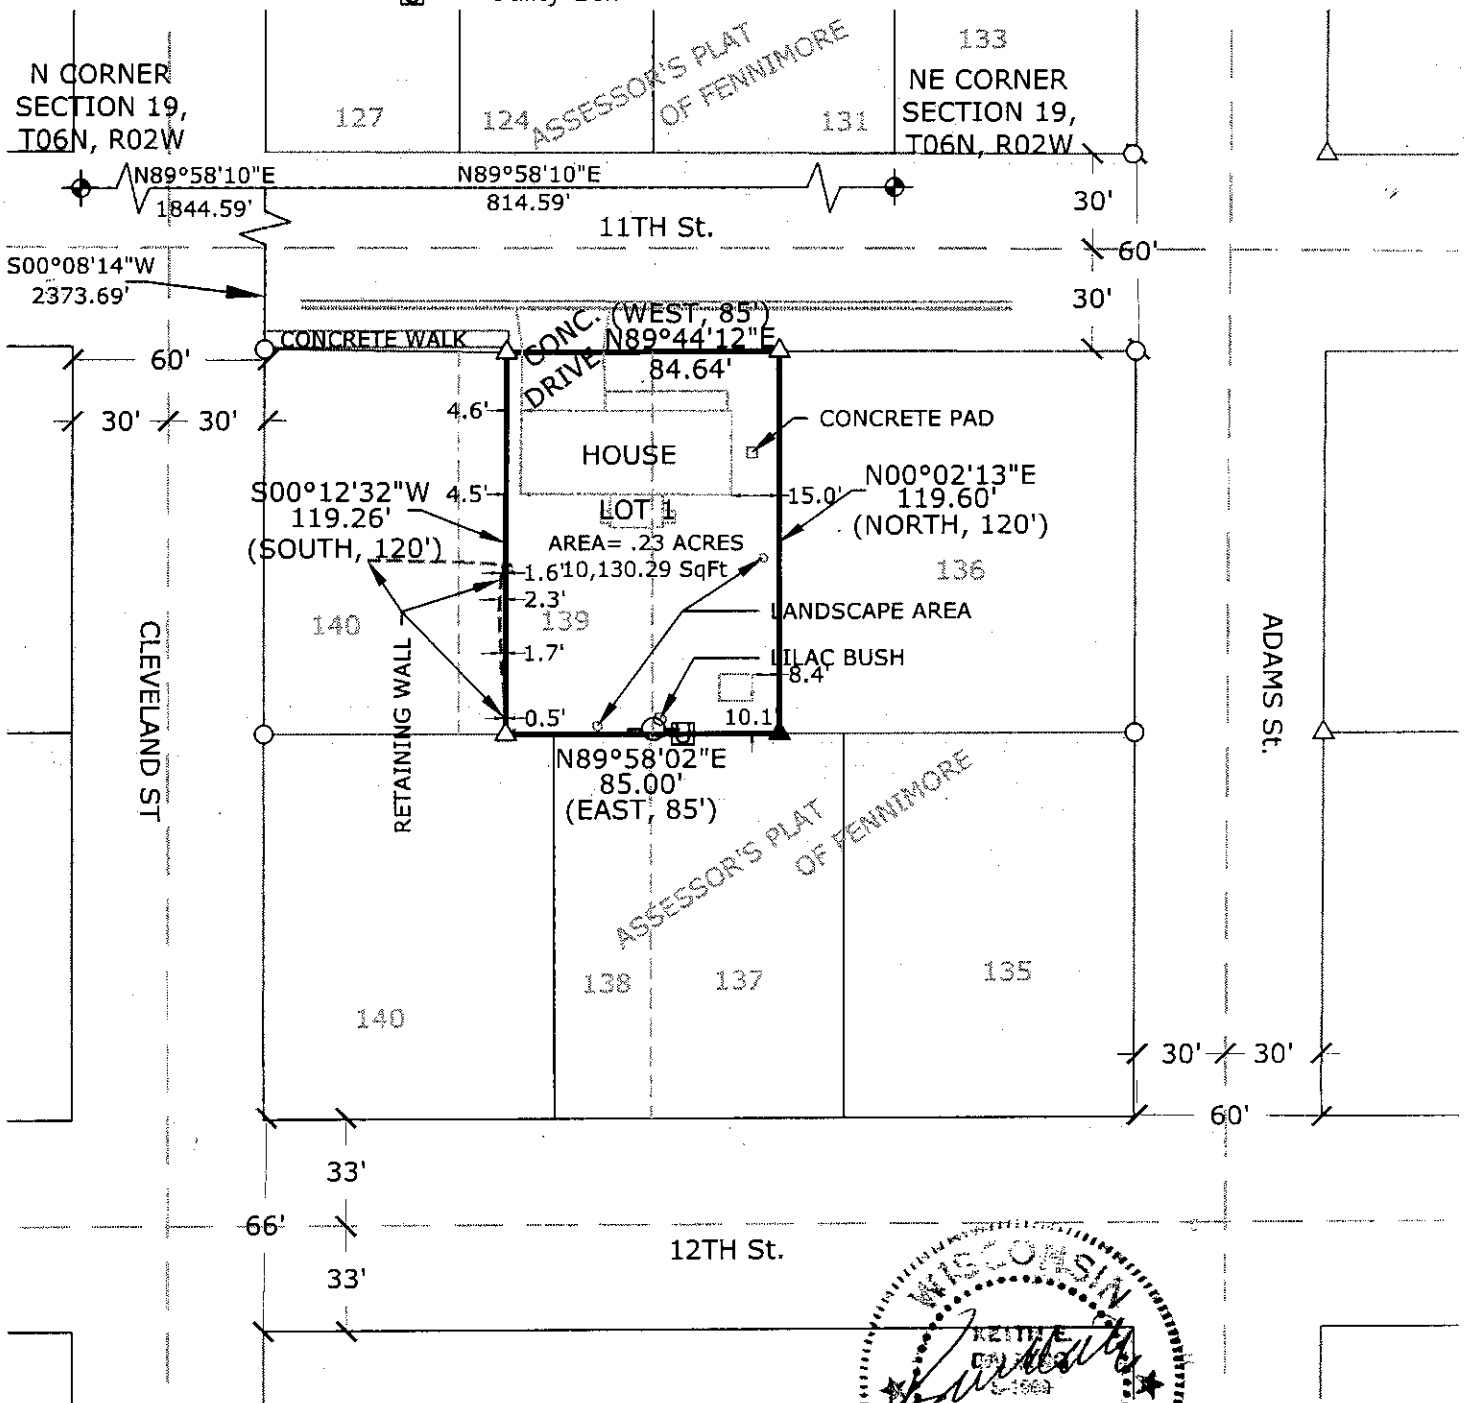 133
N CORNER
SECTION 19,
T06N, R02W
127
124
ASSESSOR'S PLAT
OF FENNIMORE
131
NE CORNER
SECTION 19,
T06N, R02W
N89°58'10"E
1844.59'
N89°58'10"E
814.59'
30'
11TH St.
60'
30'
S00°08'14"W
2373.69'
CONCRETE WALK
CONC.
DRIVE
(WEST, 85')
N89°44'12"E
84.64'
60'
30'
30'
4.6'
CONCRETE PAD
HOUSE
S00°12'32"W
119.26'
(SOUTH, 120')
4.5'
15.0'
N00°02'13"E
119.60'
(NORTH, 120')
LOT 1
AREA= .23 ACRES
10,130.29 SqFt
1.6'
2.3'
136
140
139
LANDSCAPE AREA
1.7'
LILAC BUSH
8.4'
RETAINING WALL
0.5'
10.1
CLEVELAND ST
ADAMS St.
N89°58'02"E
85.00'
(EAST, 85')
ASSESSOR'S PLAT
OF FENNIMORE
138
137
135
140
30'
30'
60'
33'
66'
12TH St.
33'
WISCONSIN
KEITH E.